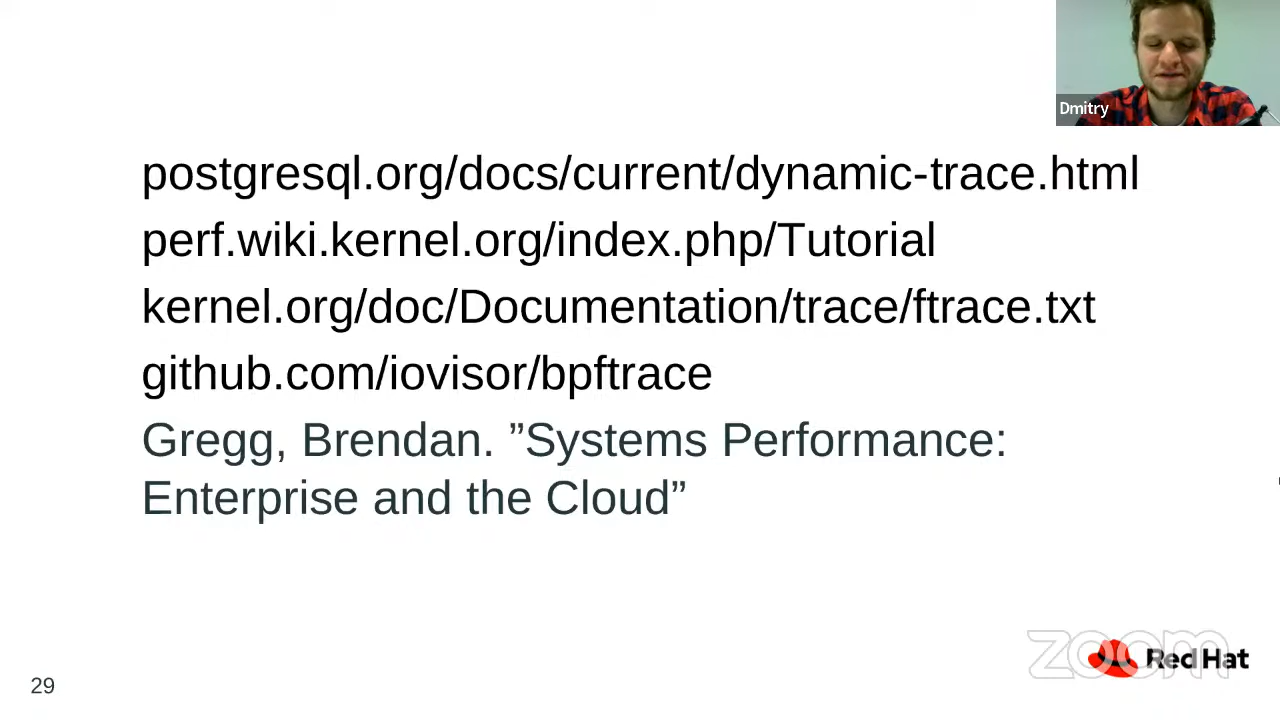 Dmitry
postgresql.org/docs/current/dynamic-trace.html
perf.wiki.kernel.org/index.php/Tutorial
kernel.org/doc/Documentation/trace/ftrace.txt
github.com/iovisor/bpftrace
Gregg, Brendan. ”Systems Performance:
Enterprise and the Cloud”
zoom
Red Hat
29